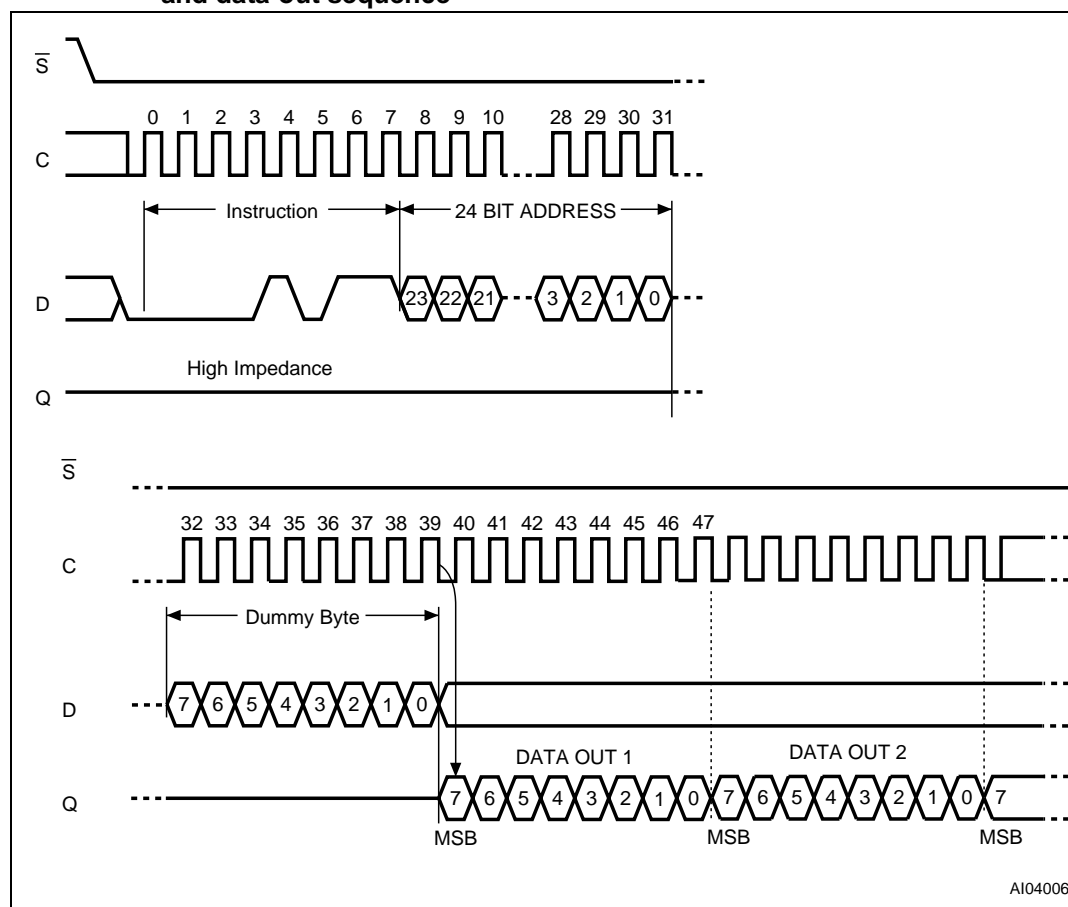 and data-out sequence
S
0 1 2 3 4 5 6 7 8 9 10 28 29 30 31
C
Instruction 24 BIT ADDRESS
D 23 22 21 3 2 1 0
High Impedance
Q
S
32 33 34 35 36 37 38 39 40 41 42 43 44 45 46 47
C
Dummy Byte
D 7 6 5 4 3 2 1 0
DATA OUT 1 DATA OUT 2
Q 7 6 5 4 3 2 1 0 7 6 5 4 3 2 1 0 7
MSB MSB MSB
AI04006